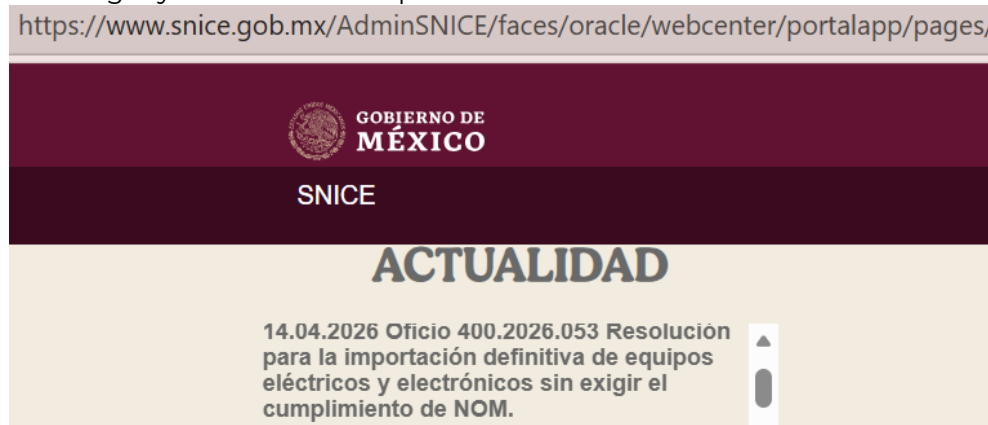 https://www.snice.gob.mx/AdminSNICE/faces/oracle/webcenter/portalapp/pages/
GOBIERNO DE
MÉXICO
SNICE
ACTUALIDAD
14.04.2026 Oficio 400.2026.053 Resolución
para la importación definitiva de equipos
eléctricos y electrónicos sin exigir el
cumplimiento de NOM.